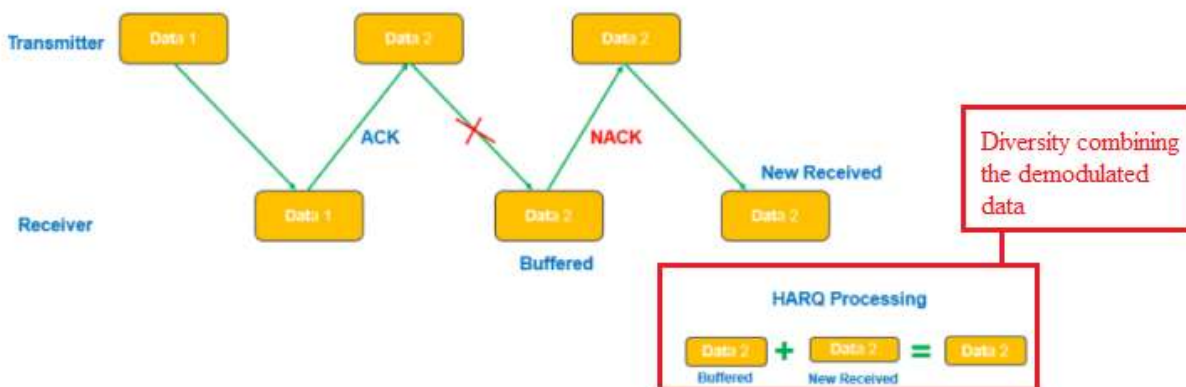 Transmitter
Data 1
Data 2
Data 2
ACK
NACK
New Received
Receiver
Data 1
Data 2
Data 2
Buffered
Diversity combining
the demodulated
data
HARQ Processing
Data 2 + Data 2 = Data 2
Buffered New Received